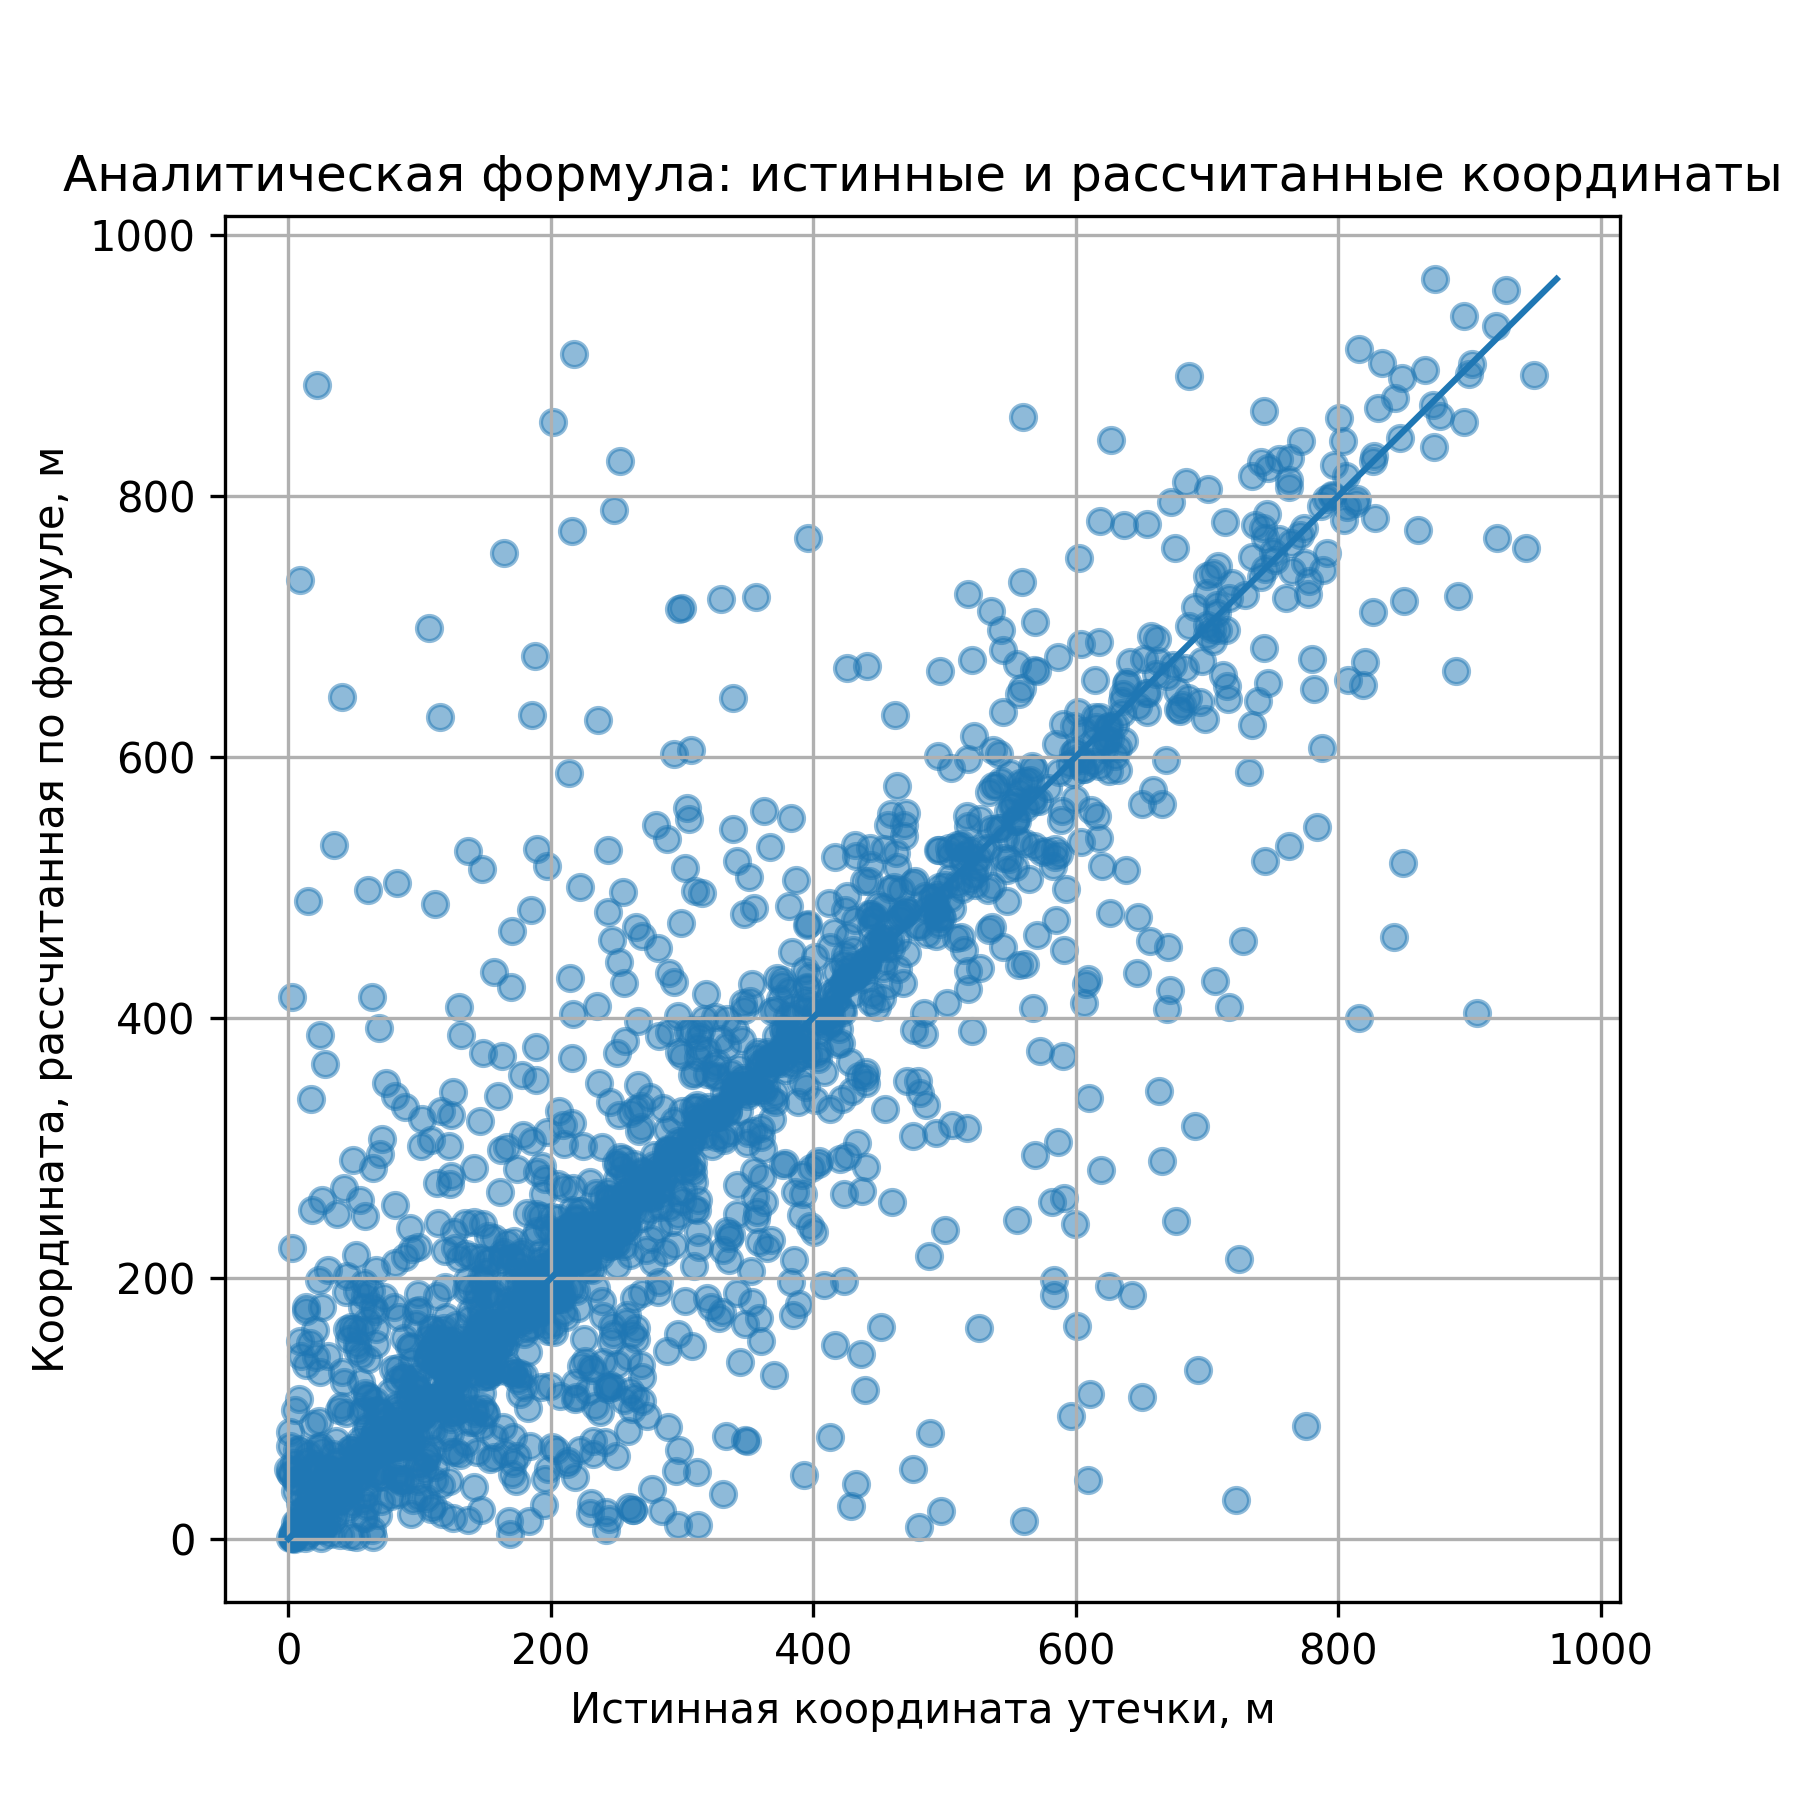 Аналитическая формула: истинные и рассчитанные координаты
Координата, рассчитанная по формуле, м
1000
800
600
400
200
0
0 200 400 600 800 1000
Истинная координата утечки, м